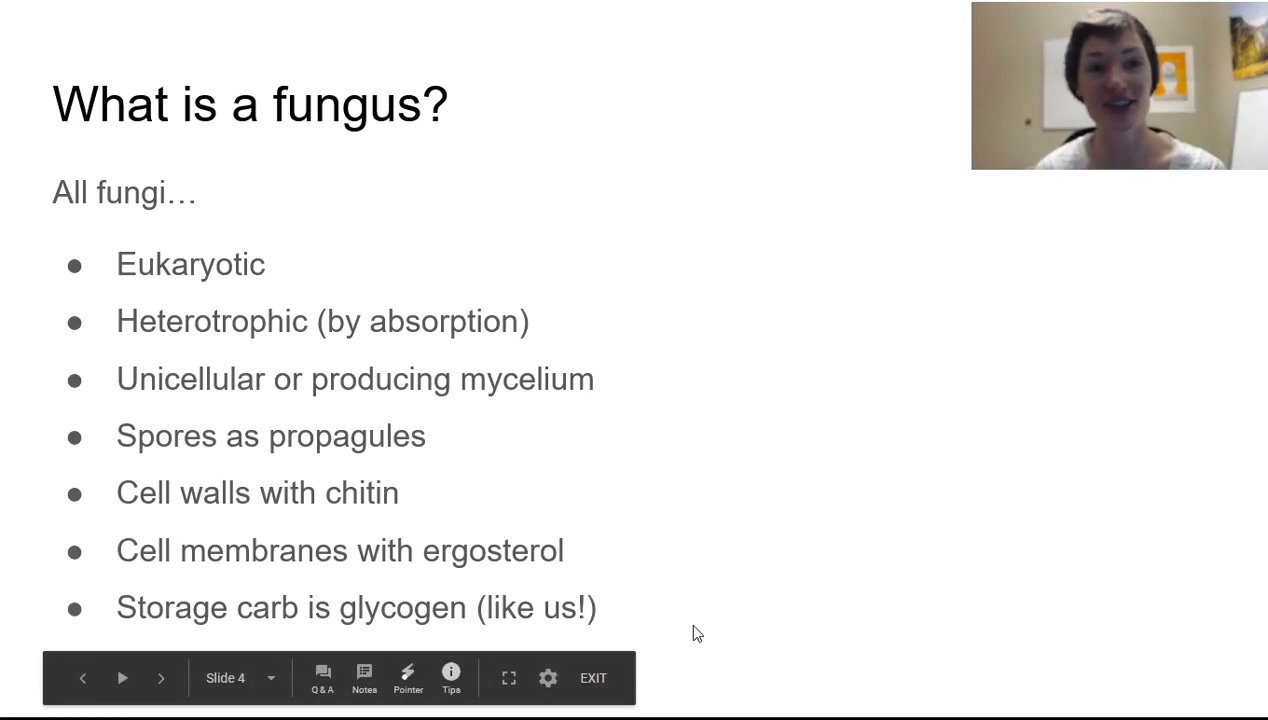 What is a fungus?
All fungi…
● Eukaryotic
● Heterotrophic (by absorption)
● Unicellular or producing mycelium
● Spores as propagules
● Cell walls with chitin
● Cell membranes with ergosterol
● Storage carb is glycogen (like us!)
Slide 4 Q & A Notes Pointer Tips EXIT